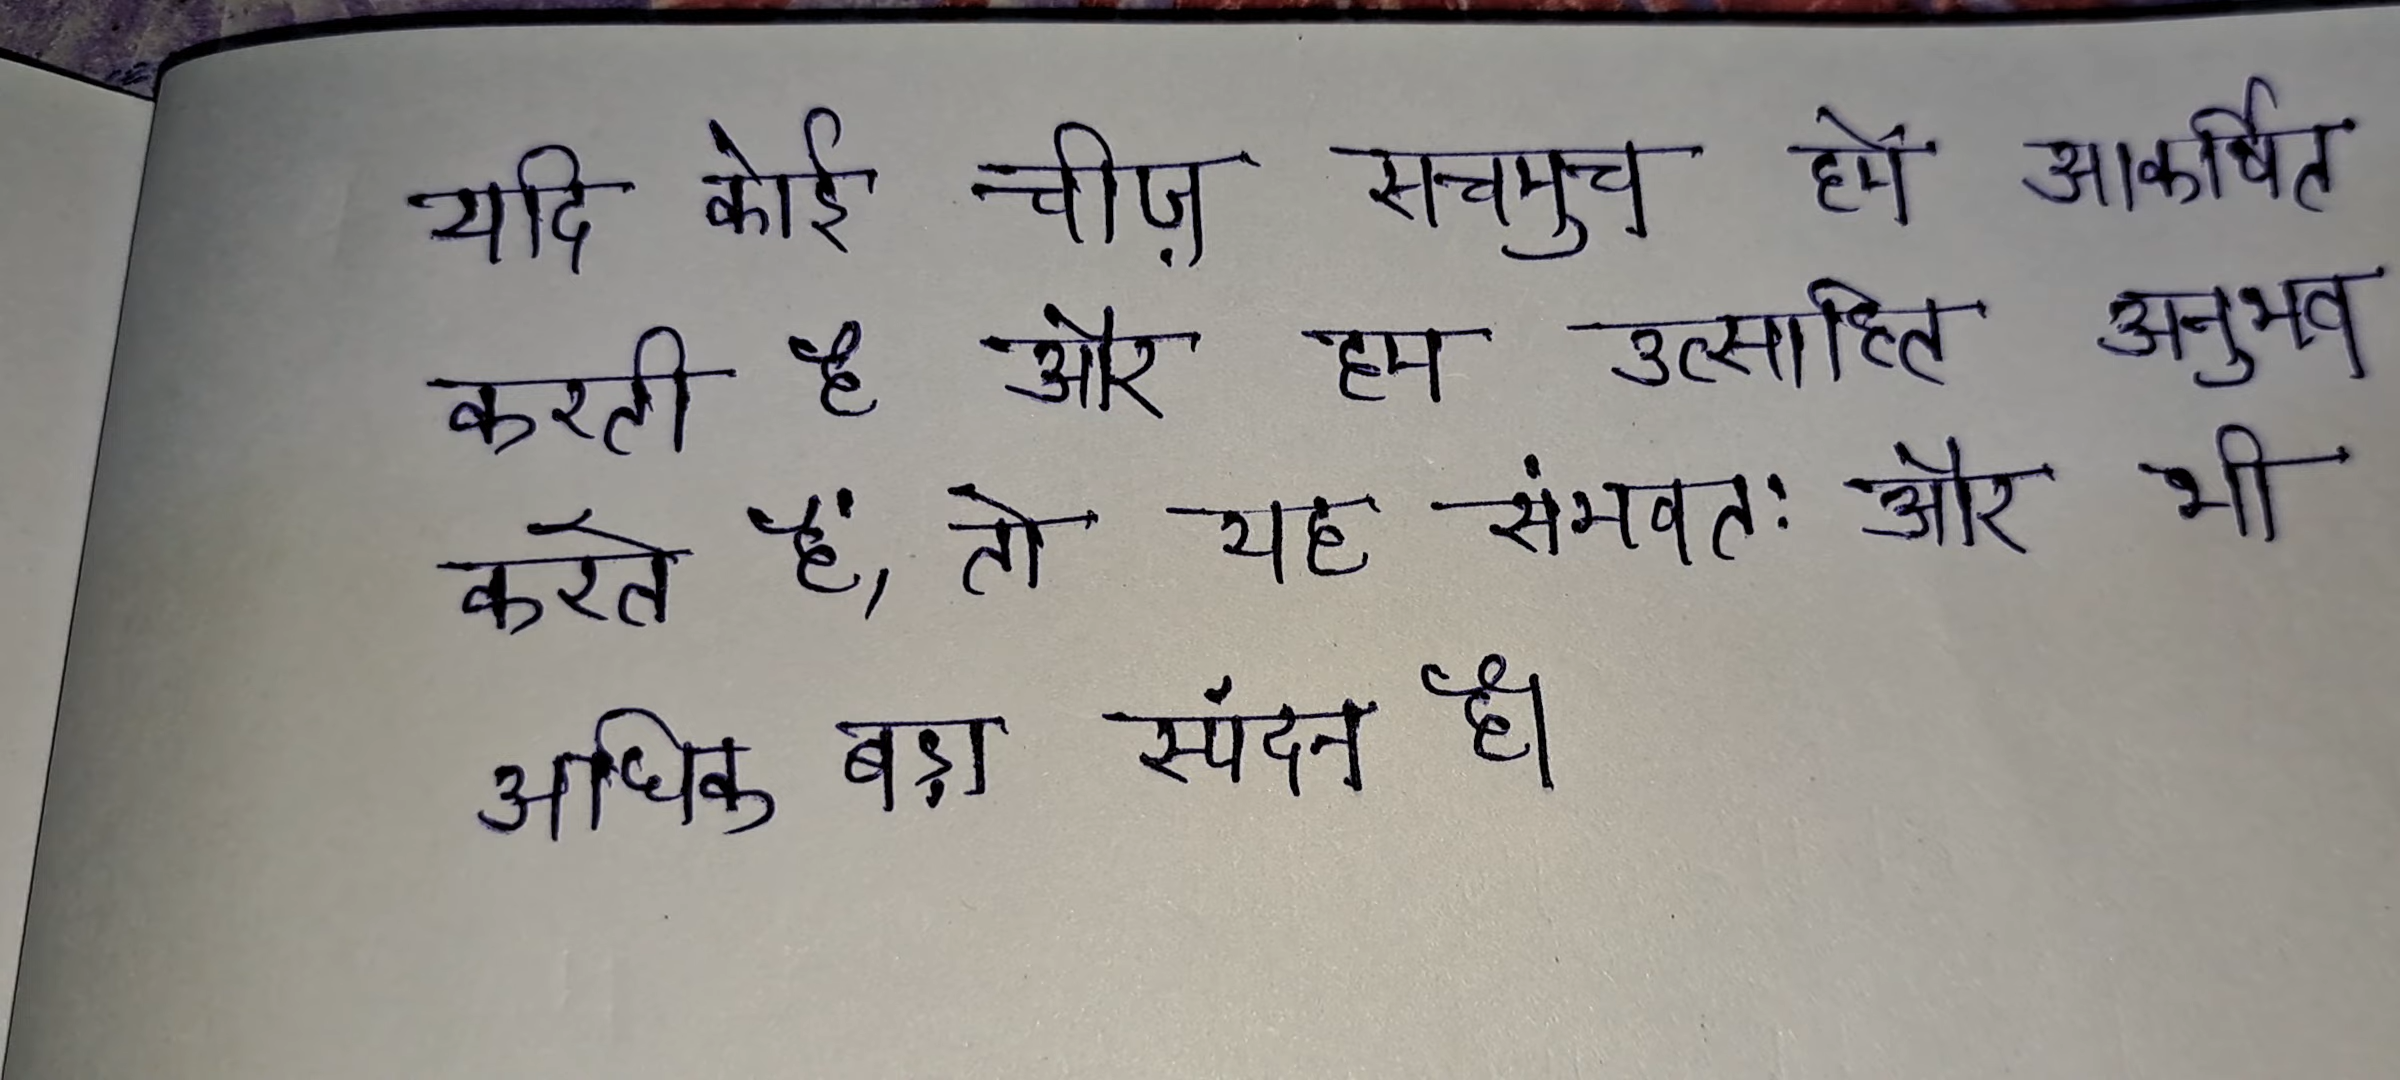 यदि कोई चीज़ सचमुच हमें आकर्षित
करती है और हम उत्साहित अनुभव
करते हैं, तो यह संभवतः और भी
अधिक बड़ा स्पंदन है।